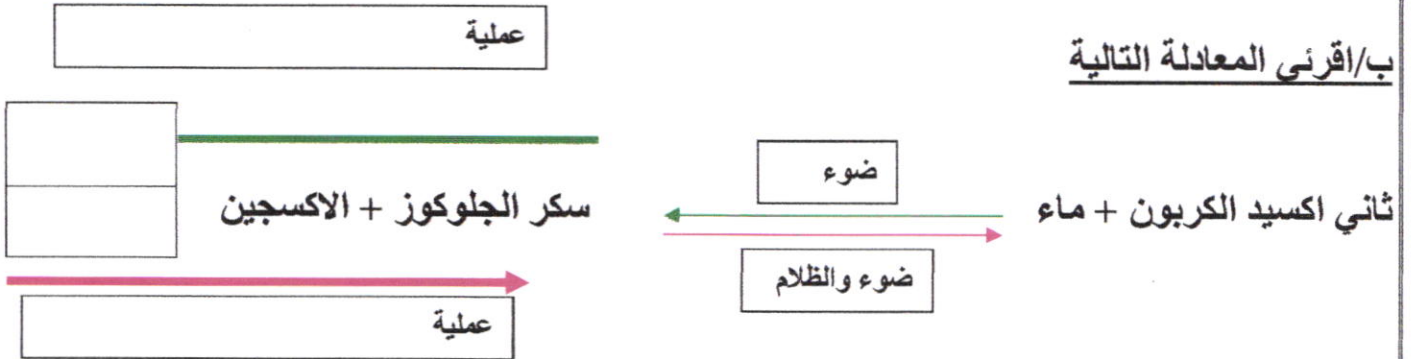 عملية
ب/اقرئي المعادلة التالية
ضوء
ثاني اكسيد الكربون + ماء
سكر الجلوكوز + الاكسجين
ضوء والظلام
عملية